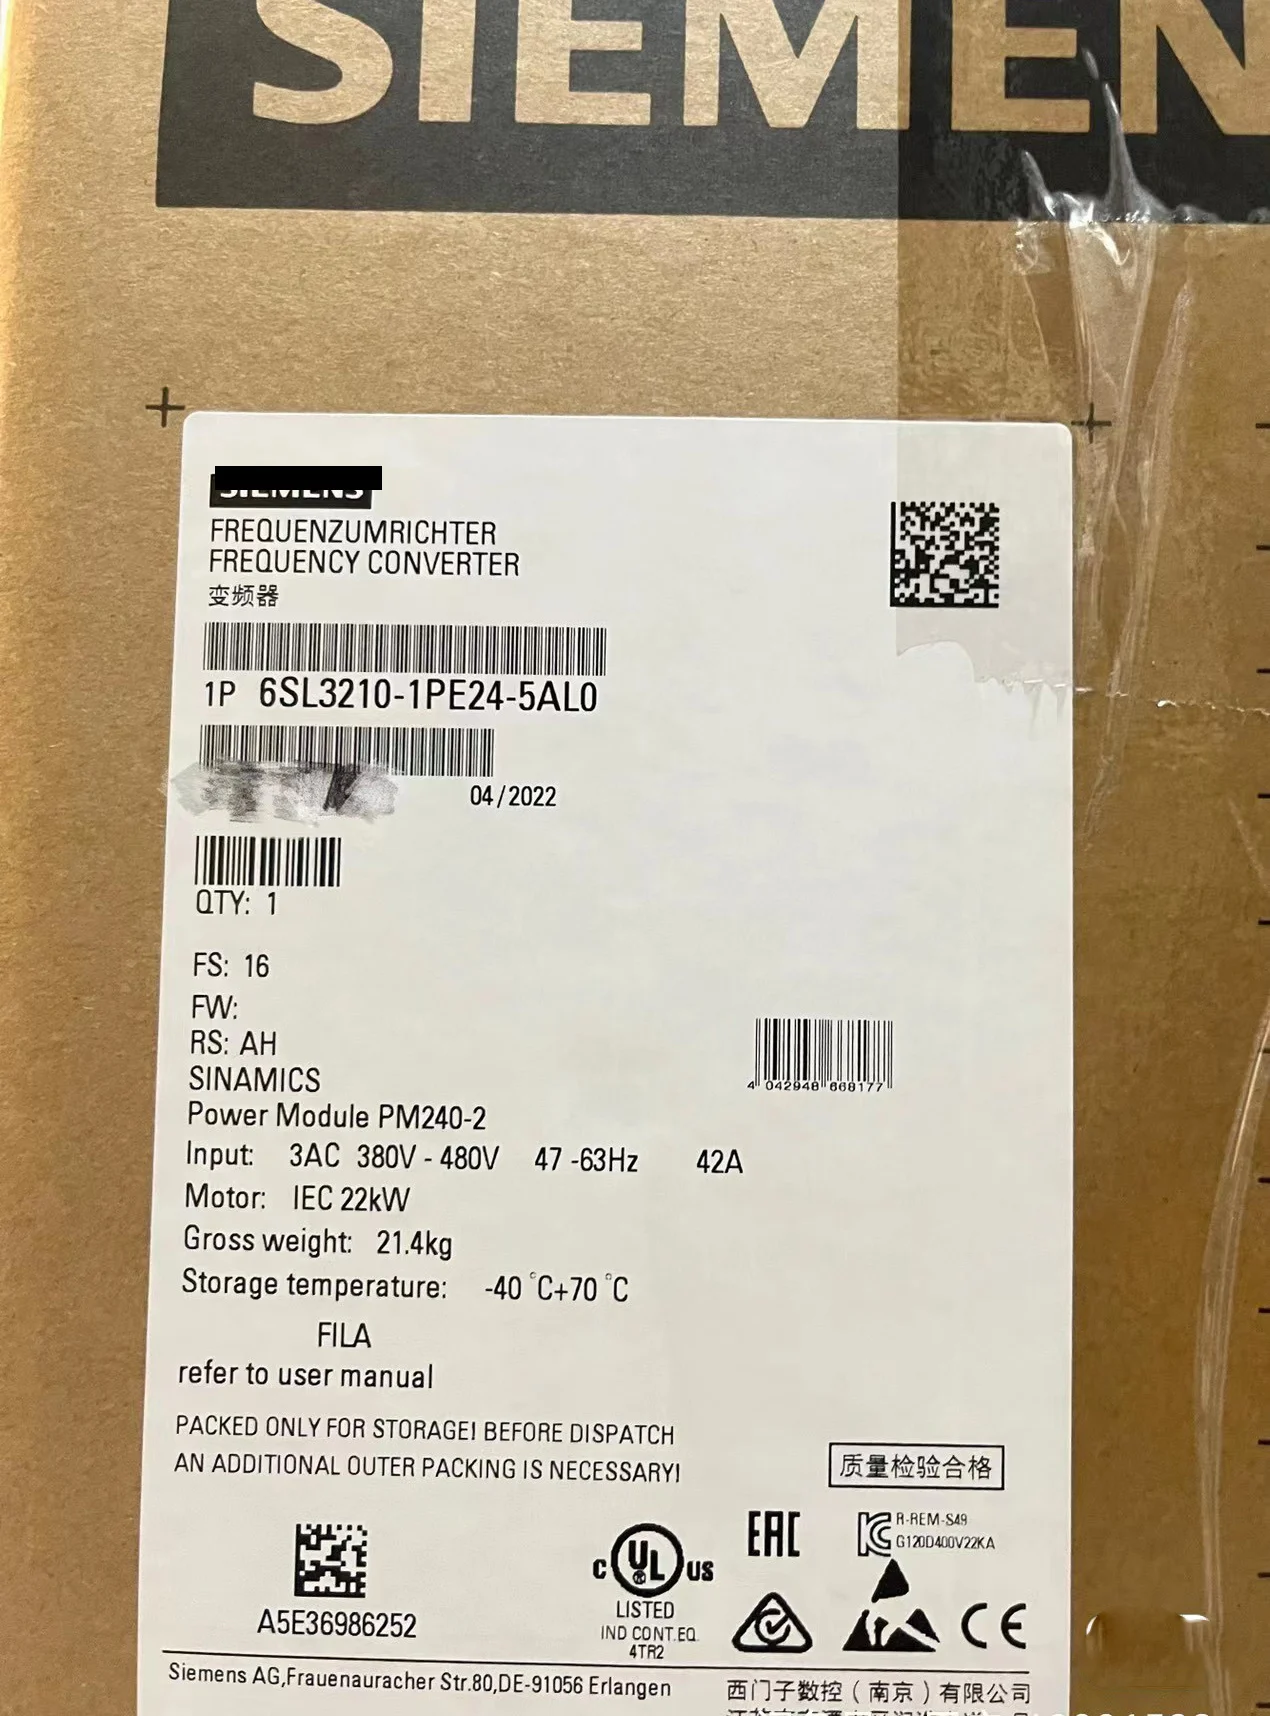 SIEMEN
SIEMENS
FREQUENZUMRICHTER
FREQUENCY CONVERTER
变频器
1P 6SL3210-1PE24-5AL0
04/2022
QTY: 1
FS: 16
FW:
RS: AH
SINAMICS
4 042948 668177
Power Module PM240-2
Input: 3AC 380V - 480V 47 -63Hz 42A
Motor: IEC 22kW
Gross weight: 21.4kg
Storage temperature: -40 °C+70 °C
FILA
refer to user manual
PACKED ONLY FOR STORAGE! BEFORE DISPATCH
AN ADDITIONAL OUTER PACKING IS NECESSARY!
质量检验合格
EAC
R-REM-S49
G120D400V22KA
C UL US
LISTED
IND CONT.EQ.
4TR2
CE
A5E36986252
Siemens AG,Frauenauracher Str.80,DE-91056 Erlangen
西门子数控（南京）有限公司